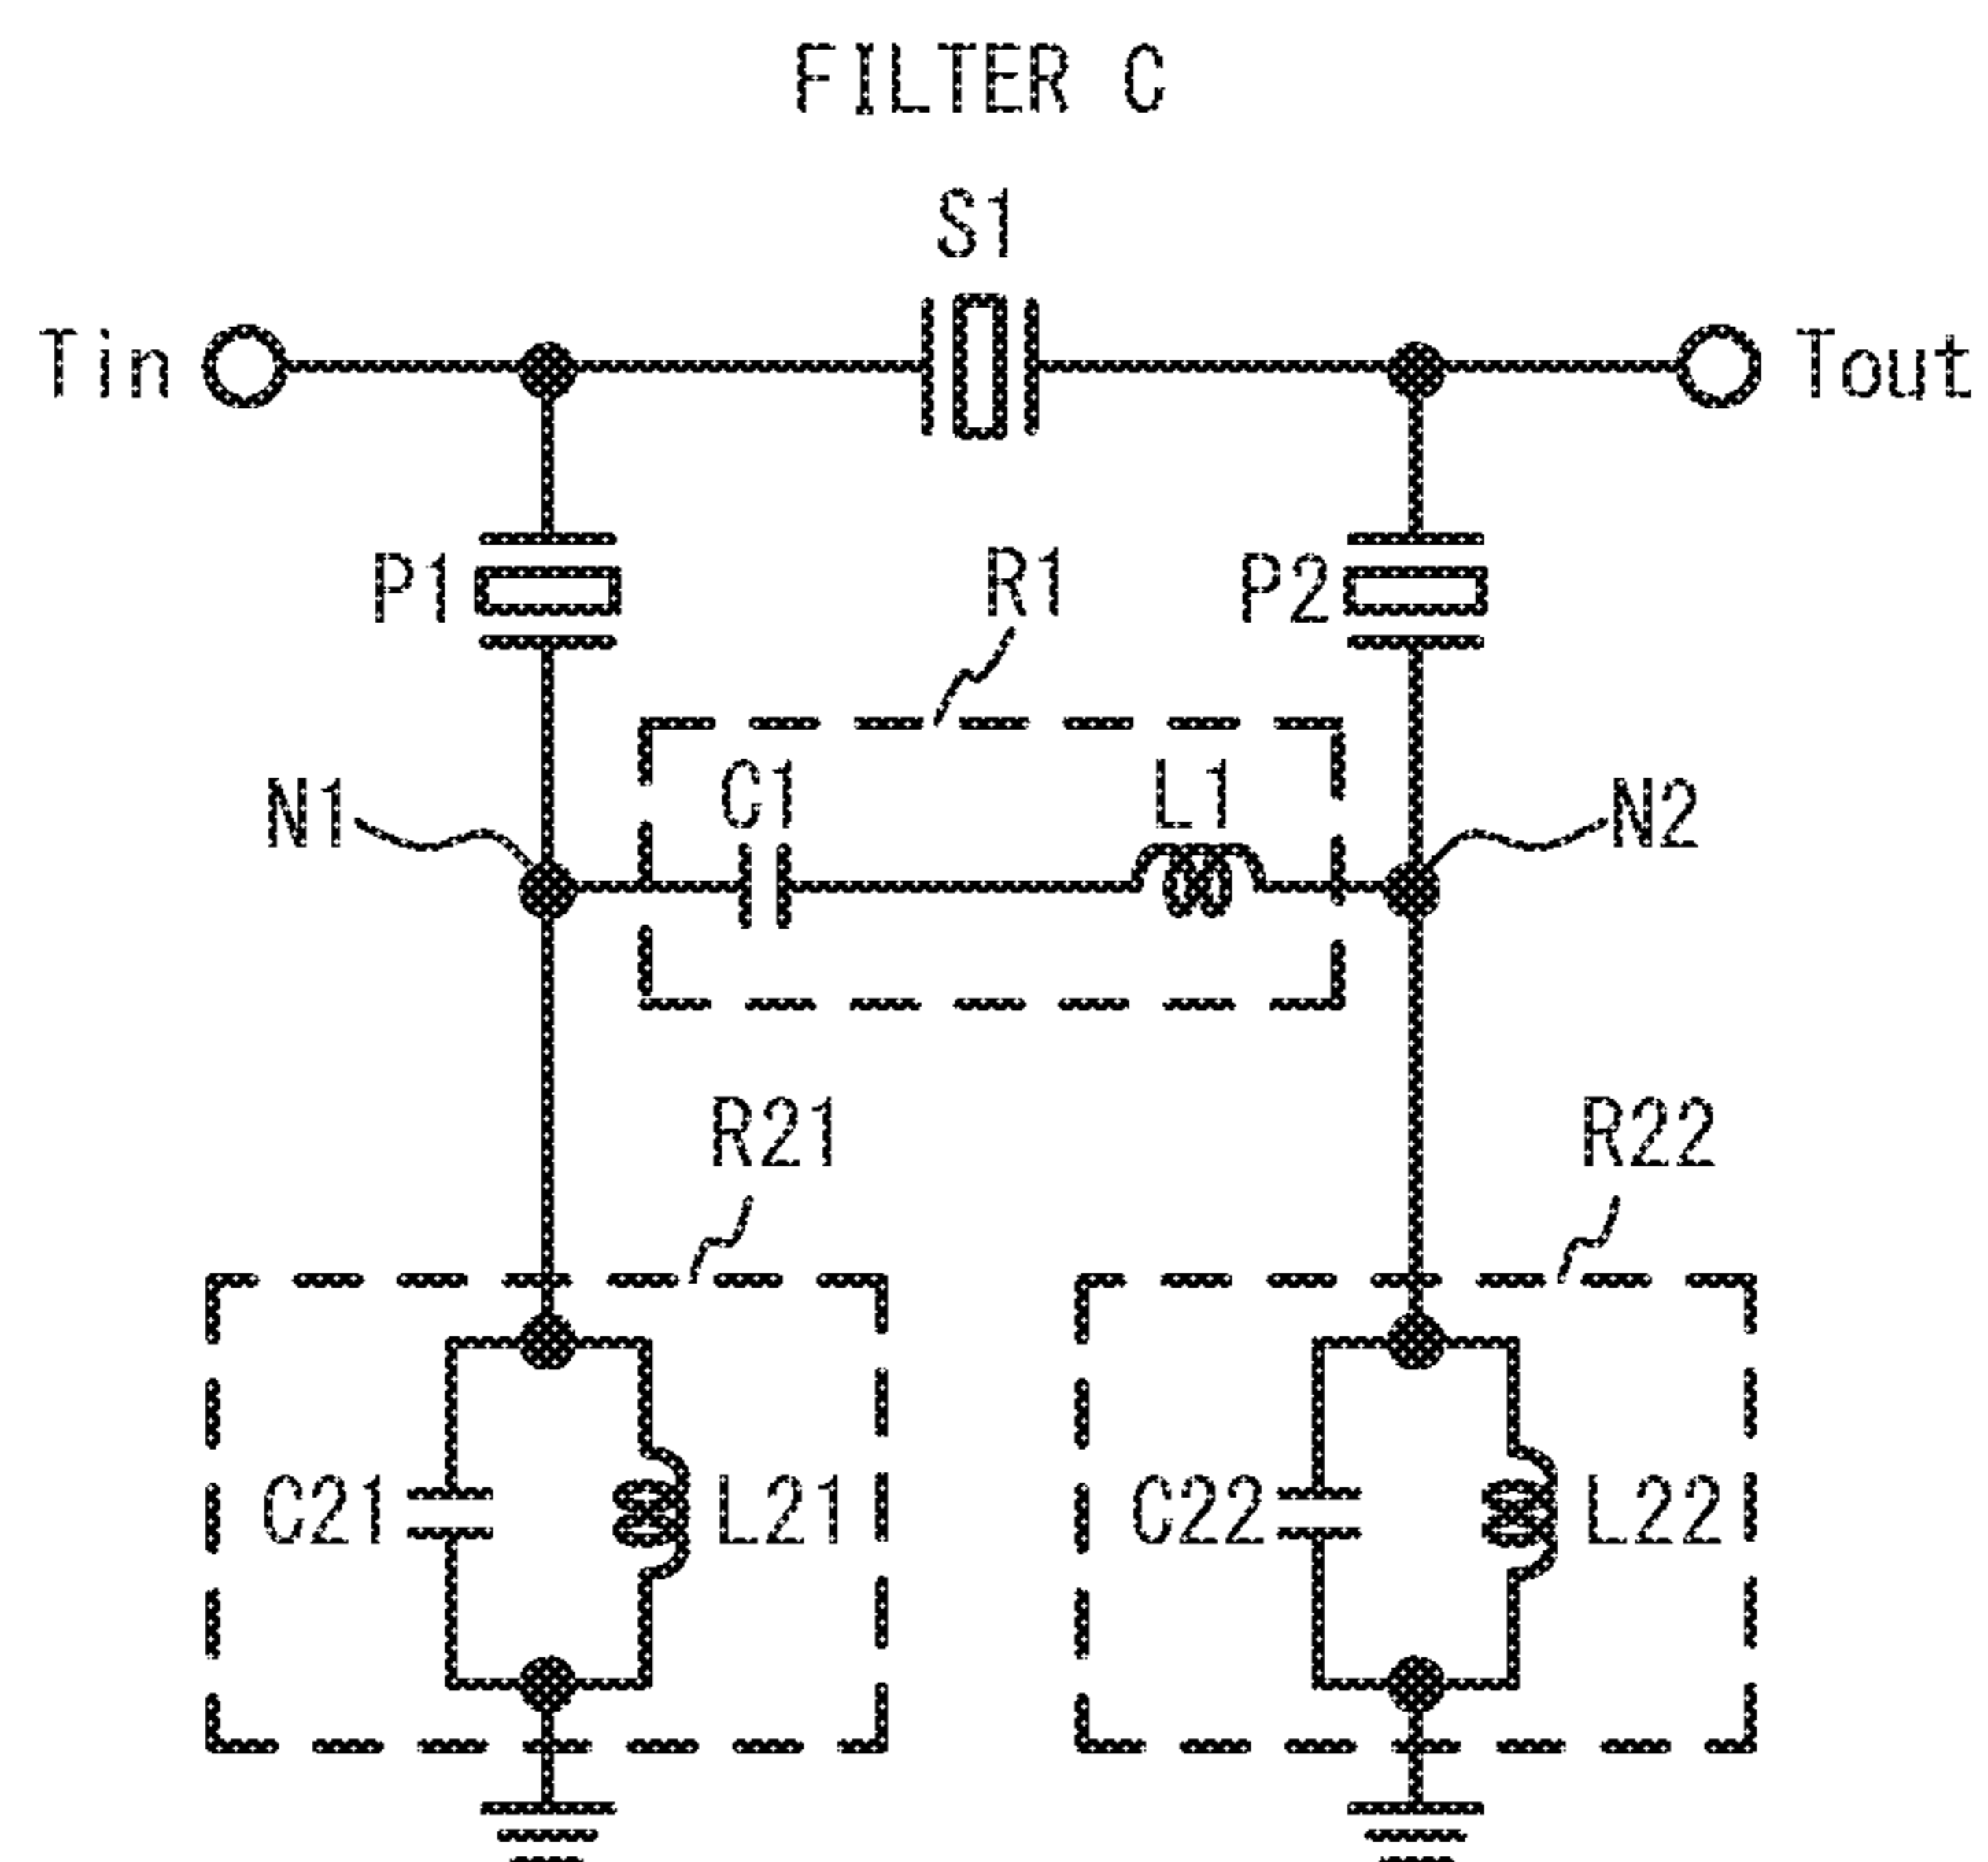 FILTER C
S1
Tin
Tout
P1
R1
P2
C1
L1
N1
N2
R21
R22
C21
L21
C22
L22